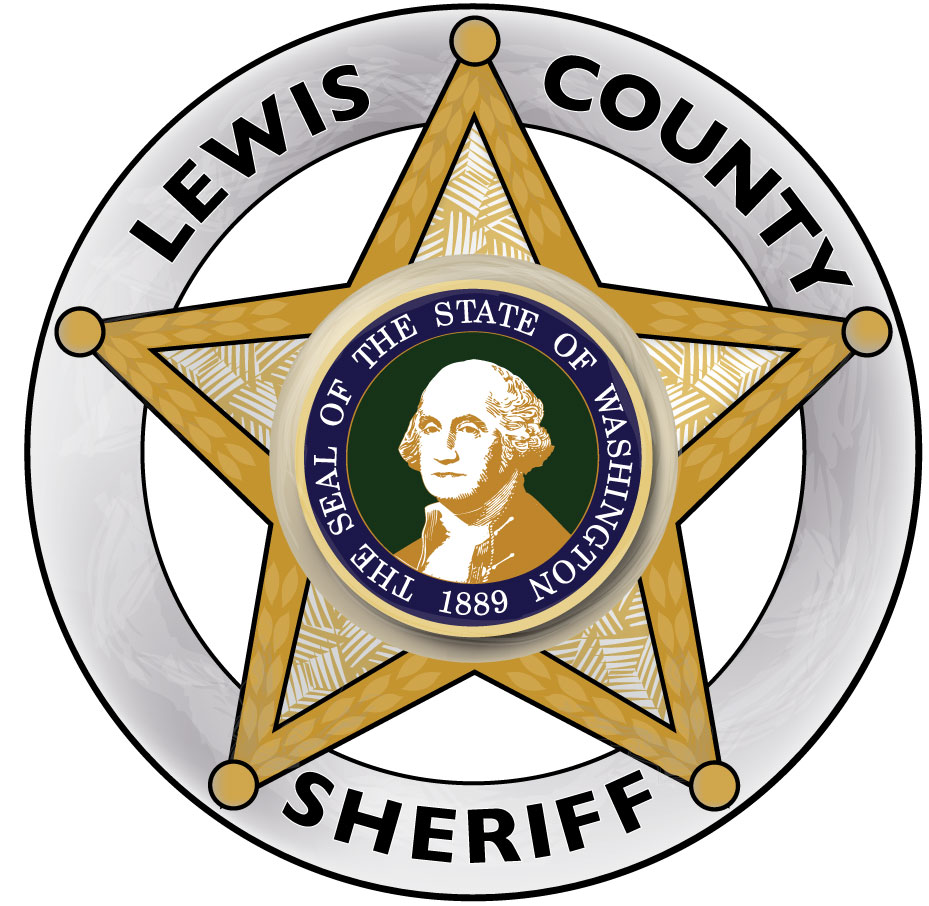 LEWIS COUNTY
THE SEAL OF THE STATE OF WASHINGTON
1889
SHERIFF